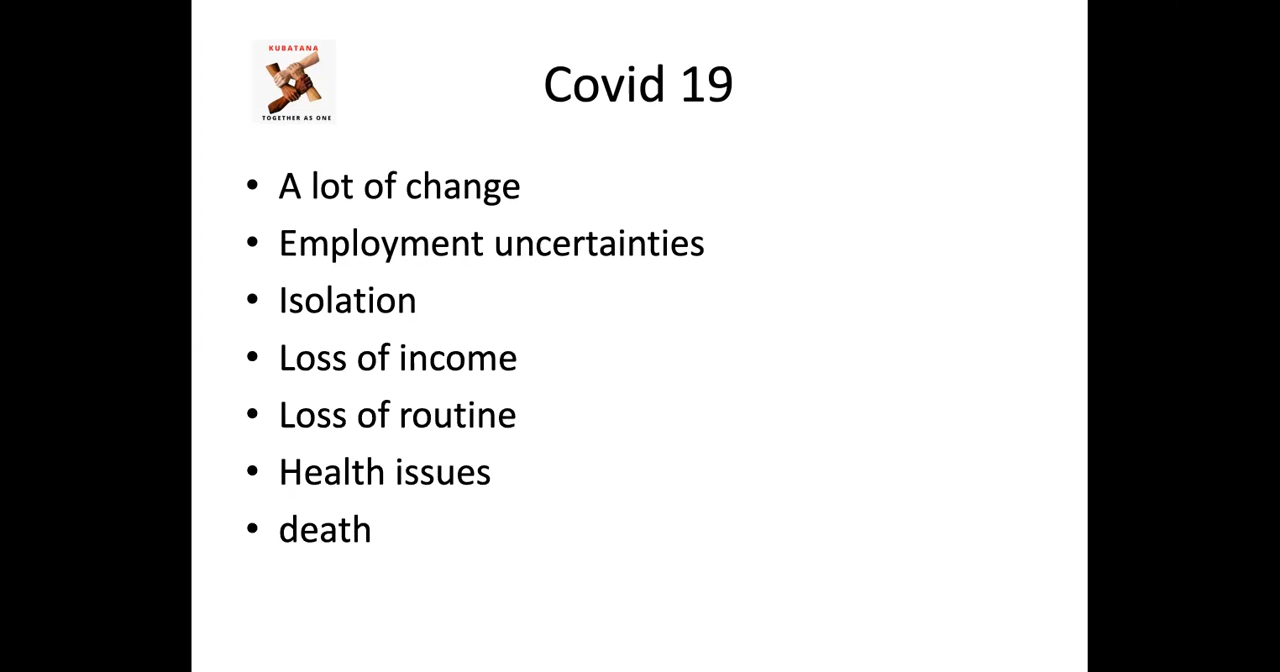 KUBATANA
TOGETHER AS ONE
Covid 19
• A lot of change
• Employment uncertainties
• Isolation
• Loss of income
• Loss of routine
• Health issues
• death